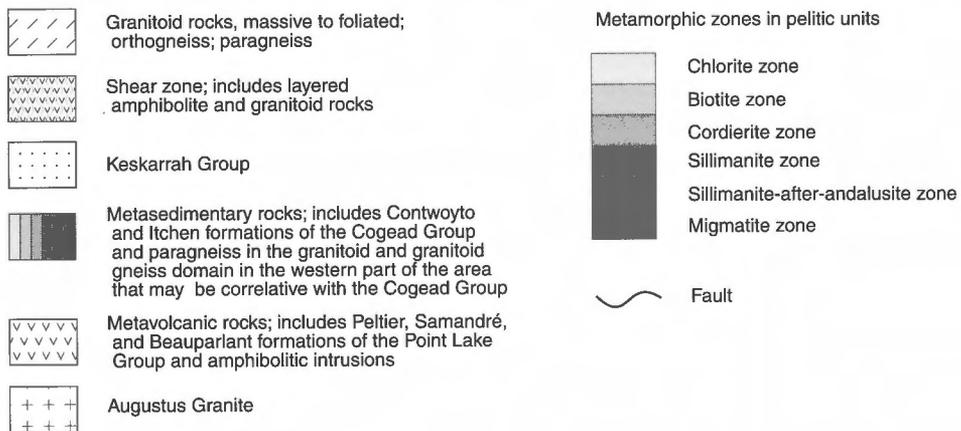 Granitoid rocks, massive to foliated;
orthogneiss; paragneiss
Shear zone; includes layered
amphibolite and granitoid rocks
Keskarrah Group
Metasedimentary rocks; includes Contwoyto
and Itchen formations of the Cogead Group
and paragneiss in the granitoid and granitoid
gneiss domain in the western part of the area
that may be correlative with the Cogead Group
Metavolcanic rocks; includes Peltier, Samandré,
and Beauparlant formations of the Point Lake
Group and amphibolitic intrusions
Augustus Granite
Metamorphic zones in pelitic units
Chlorite zone
Biotite zone
Cordierite zone
Sillimanite zone
Sillimanite-after-andalusite zone
Migmatite zone
Fault